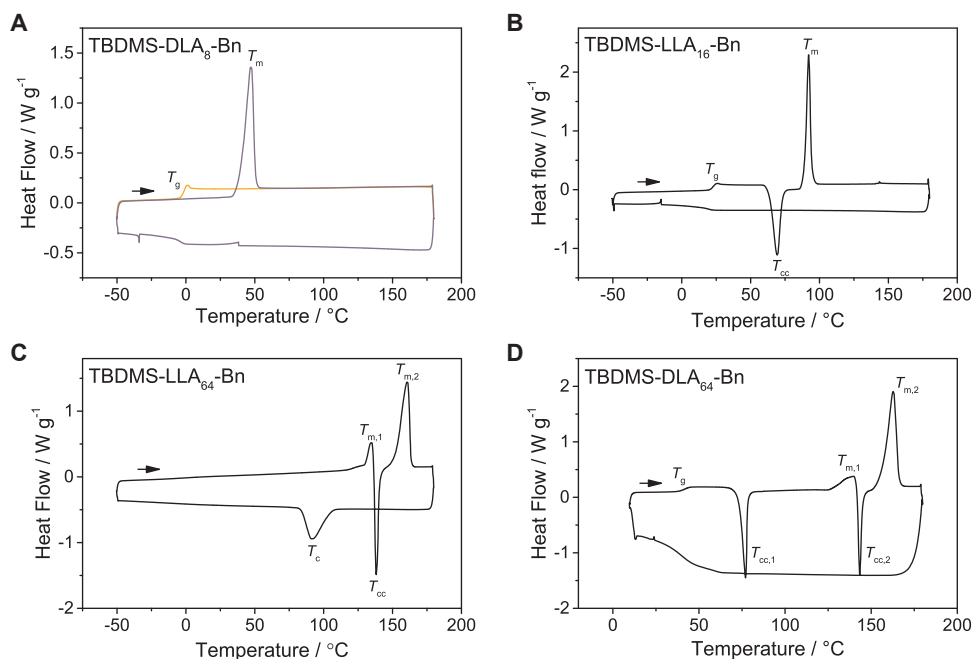 A
TBDMS-DLA8-Bn
Tm
Tg
1.5
1.0
0.5
0.0
-0.5
Heat Flow / W g-1
-50
0
50
100
150
200
Temperature / °C
B
TBDMS-LLA16-Bn
Tm
Tg
Tcc
2
1
0
-1
Heat flow / W g-1
-50
0
50
100
150
200
Temperature / °C
C
TBDMS-LLA64-Bn
Tm,2
Tm,1
Tc
Tcc
1
0
-1
-2
Heat Flow / W g-1
-50
0
50
100
150
200
Temperature / °C
D
TBDMS-DLA64-Bn
Tm,2
Tm,1
Tg
Tcc,1
Tcc,2
2
1
0
-1
-2
Heat Flow / W g-1
0
50
100
150
200
Temperature / °C